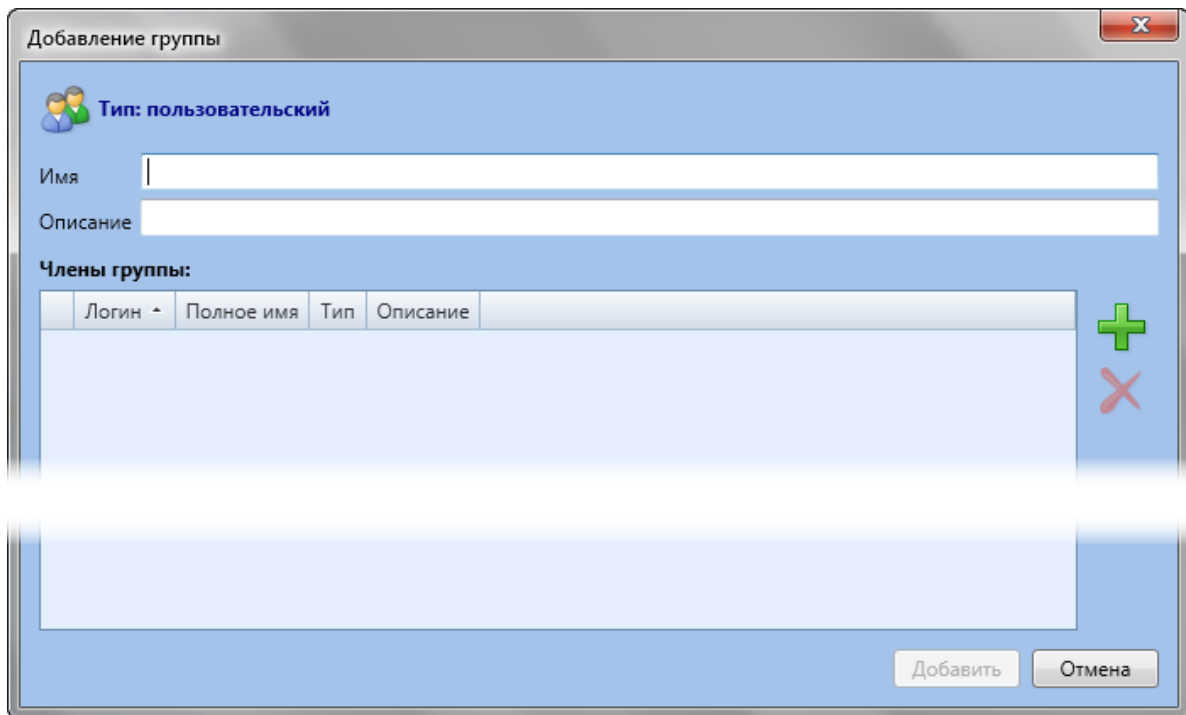 Добавление группы
Тип: пользовательский
Имя
Описание
Члены группы:
Логин Полное имя Тип Описание
Добавить Отмена